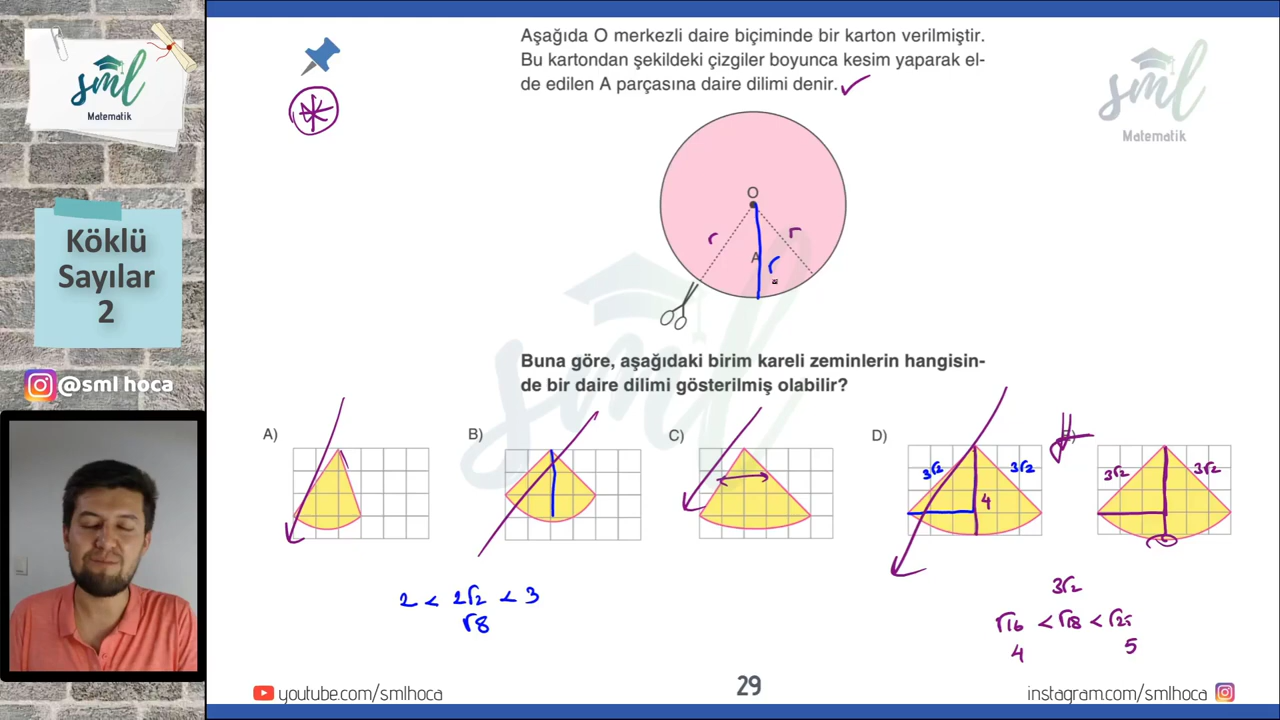 sml
Matematik
Köklü
Sayılar
2
@sml hoca
Aşağıda O merkezli daire biçiminde bir karton verilmiştir.
Bu kartondan şekildeki çizgiler boyunca kesim yaparak el-
de edilen A parçasına daire dilimi denir.
sml
Matematik
O
r
r
A
r
Buna göre, aşağıdaki birim kareli zeminlerin hangisin-
de bir daire dilimi gösterilmiş olabilir?
A)
B)
C)
D)
3√2
3√2
4
3√2
3√2
2 < 2√2 < 3
√8
3√2
√16 < √18 < √25
4 5
sml
youtube.com/smlhoca
29
instagram.com/smlhoca